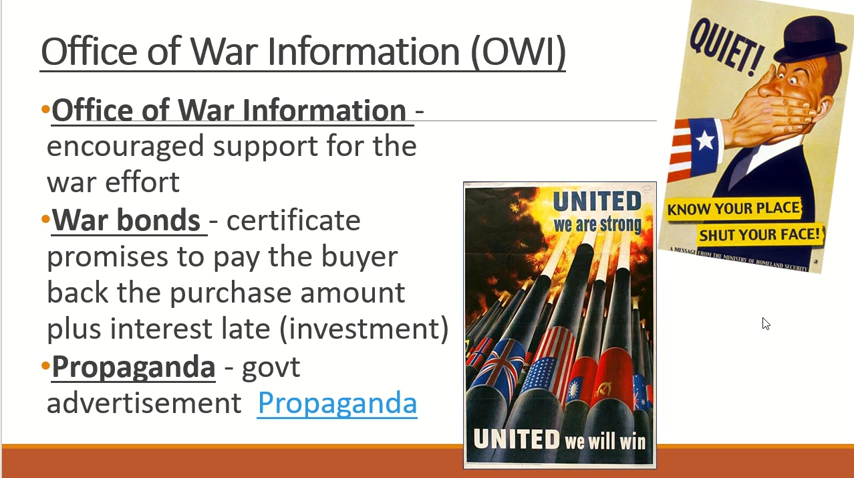 Office of War Information (OWI)
•Office of War Information -
encouraged support for the
war effort
•War bonds - certificate
promises to pay the buyer
back the purchase amount
plus interest late (investment)
•Propaganda - govt
advertisement Propaganda
UNITED
we are strong
UNITED we will win
QUIET!
KNOW YOUR PLACE
SHUT YOUR FACE!
A MESSAGE FROM THE MINISTRY OF HOMELAND SECURITY